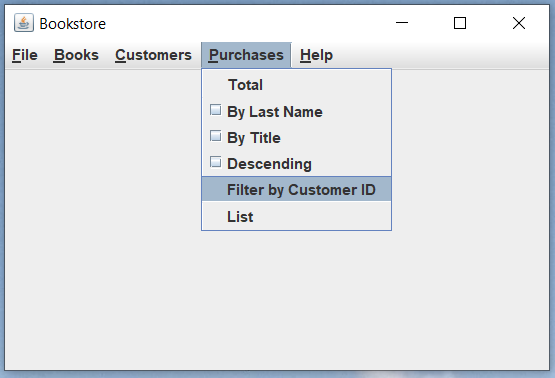 Bookstore
File Books Customers Purchases Help
Total
By Last Name
By Title
Descending
Filter by Customer ID
List